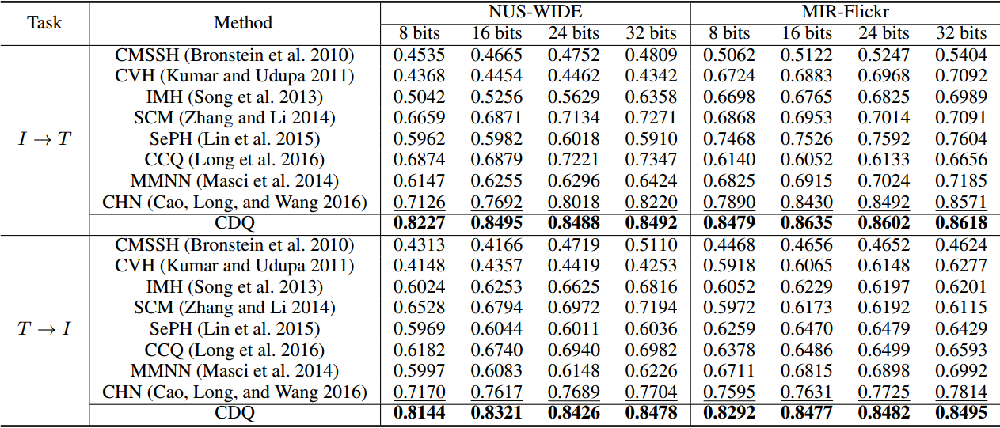 Task Method NUS-WIDE MIR-Flickr
8 bits 16 bits 24 bits 32 bits 8 bits 16 bits 24 bits 32 bits
I → T
CMSSH (Bronstein et al. 2010) 0.4535 0.4665 0.4752 0.4809 0.5062 0.5122 0.5247 0.5404
CVH (Kumar and Udupa 2011) 0.4368 0.4454 0.4462 0.4342 0.6724 0.6883 0.6968 0.7092
IMH (Song et al. 2013) 0.5042 0.5256 0.5629 0.6358 0.6698 0.6765 0.6825 0.6989
SCM (Zhang and Li 2014) 0.6659 0.6871 0.7134 0.7271 0.6868 0.6953 0.7014 0.7091
SePH (Lin et al. 2015) 0.5962 0.5982 0.6018 0.5910 0.7468 0.7526 0.7592 0.7604
CCQ (Long et al. 2016) 0.6874 0.6879 0.7221 0.7347 0.6140 0.6052 0.6133 0.6656
MMNN (Masci et al. 2014) 0.6147 0.6255 0.6296 0.6424 0.6825 0.6915 0.7024 0.7185
CHN (Cao, Long, and Wang 2016) 0.7126 0.7692 0.8018 0.8220 0.7890 0.8430 0.8492 0.8571
CDQ 0.8227 0.8495 0.8488 0.8492 0.8479 0.8635 0.8602 0.8618
T → I
CMSSH (Bronstein et al. 2010) 0.4313 0.4166 0.4719 0.5110 0.4468 0.4656 0.4652 0.4624
CVH (Kumar and Udupa 2011) 0.4148 0.4357 0.4419 0.4253 0.5918 0.6065 0.6148 0.6277
IMH (Song et al. 2013) 0.6024 0.6253 0.6625 0.6816 0.6052 0.6229 0.6197 0.6201
SCM (Zhang and Li 2014) 0.6528 0.6794 0.6972 0.7194 0.5972 0.6173 0.6192 0.6115
SePH (Lin et al. 2015) 0.5969 0.6044 0.6011 0.6036 0.6259 0.6470 0.6479 0.6429
CCQ (Long et al. 2016) 0.6182 0.6740 0.6940 0.6982 0.6378 0.6486 0.6499 0.6593
MMNN (Masci et al. 2014) 0.5997 0.6083 0.6148 0.6226 0.6711 0.6815 0.6898 0.6992
CHN (Cao, Long, and Wang 2016) 0.7170 0.7617 0.7689 0.7704 0.7595 0.7631 0.7725 0.7814
CDQ 0.8144 0.8321 0.8426 0.8478 0.8292 0.8477 0.8482 0.8495